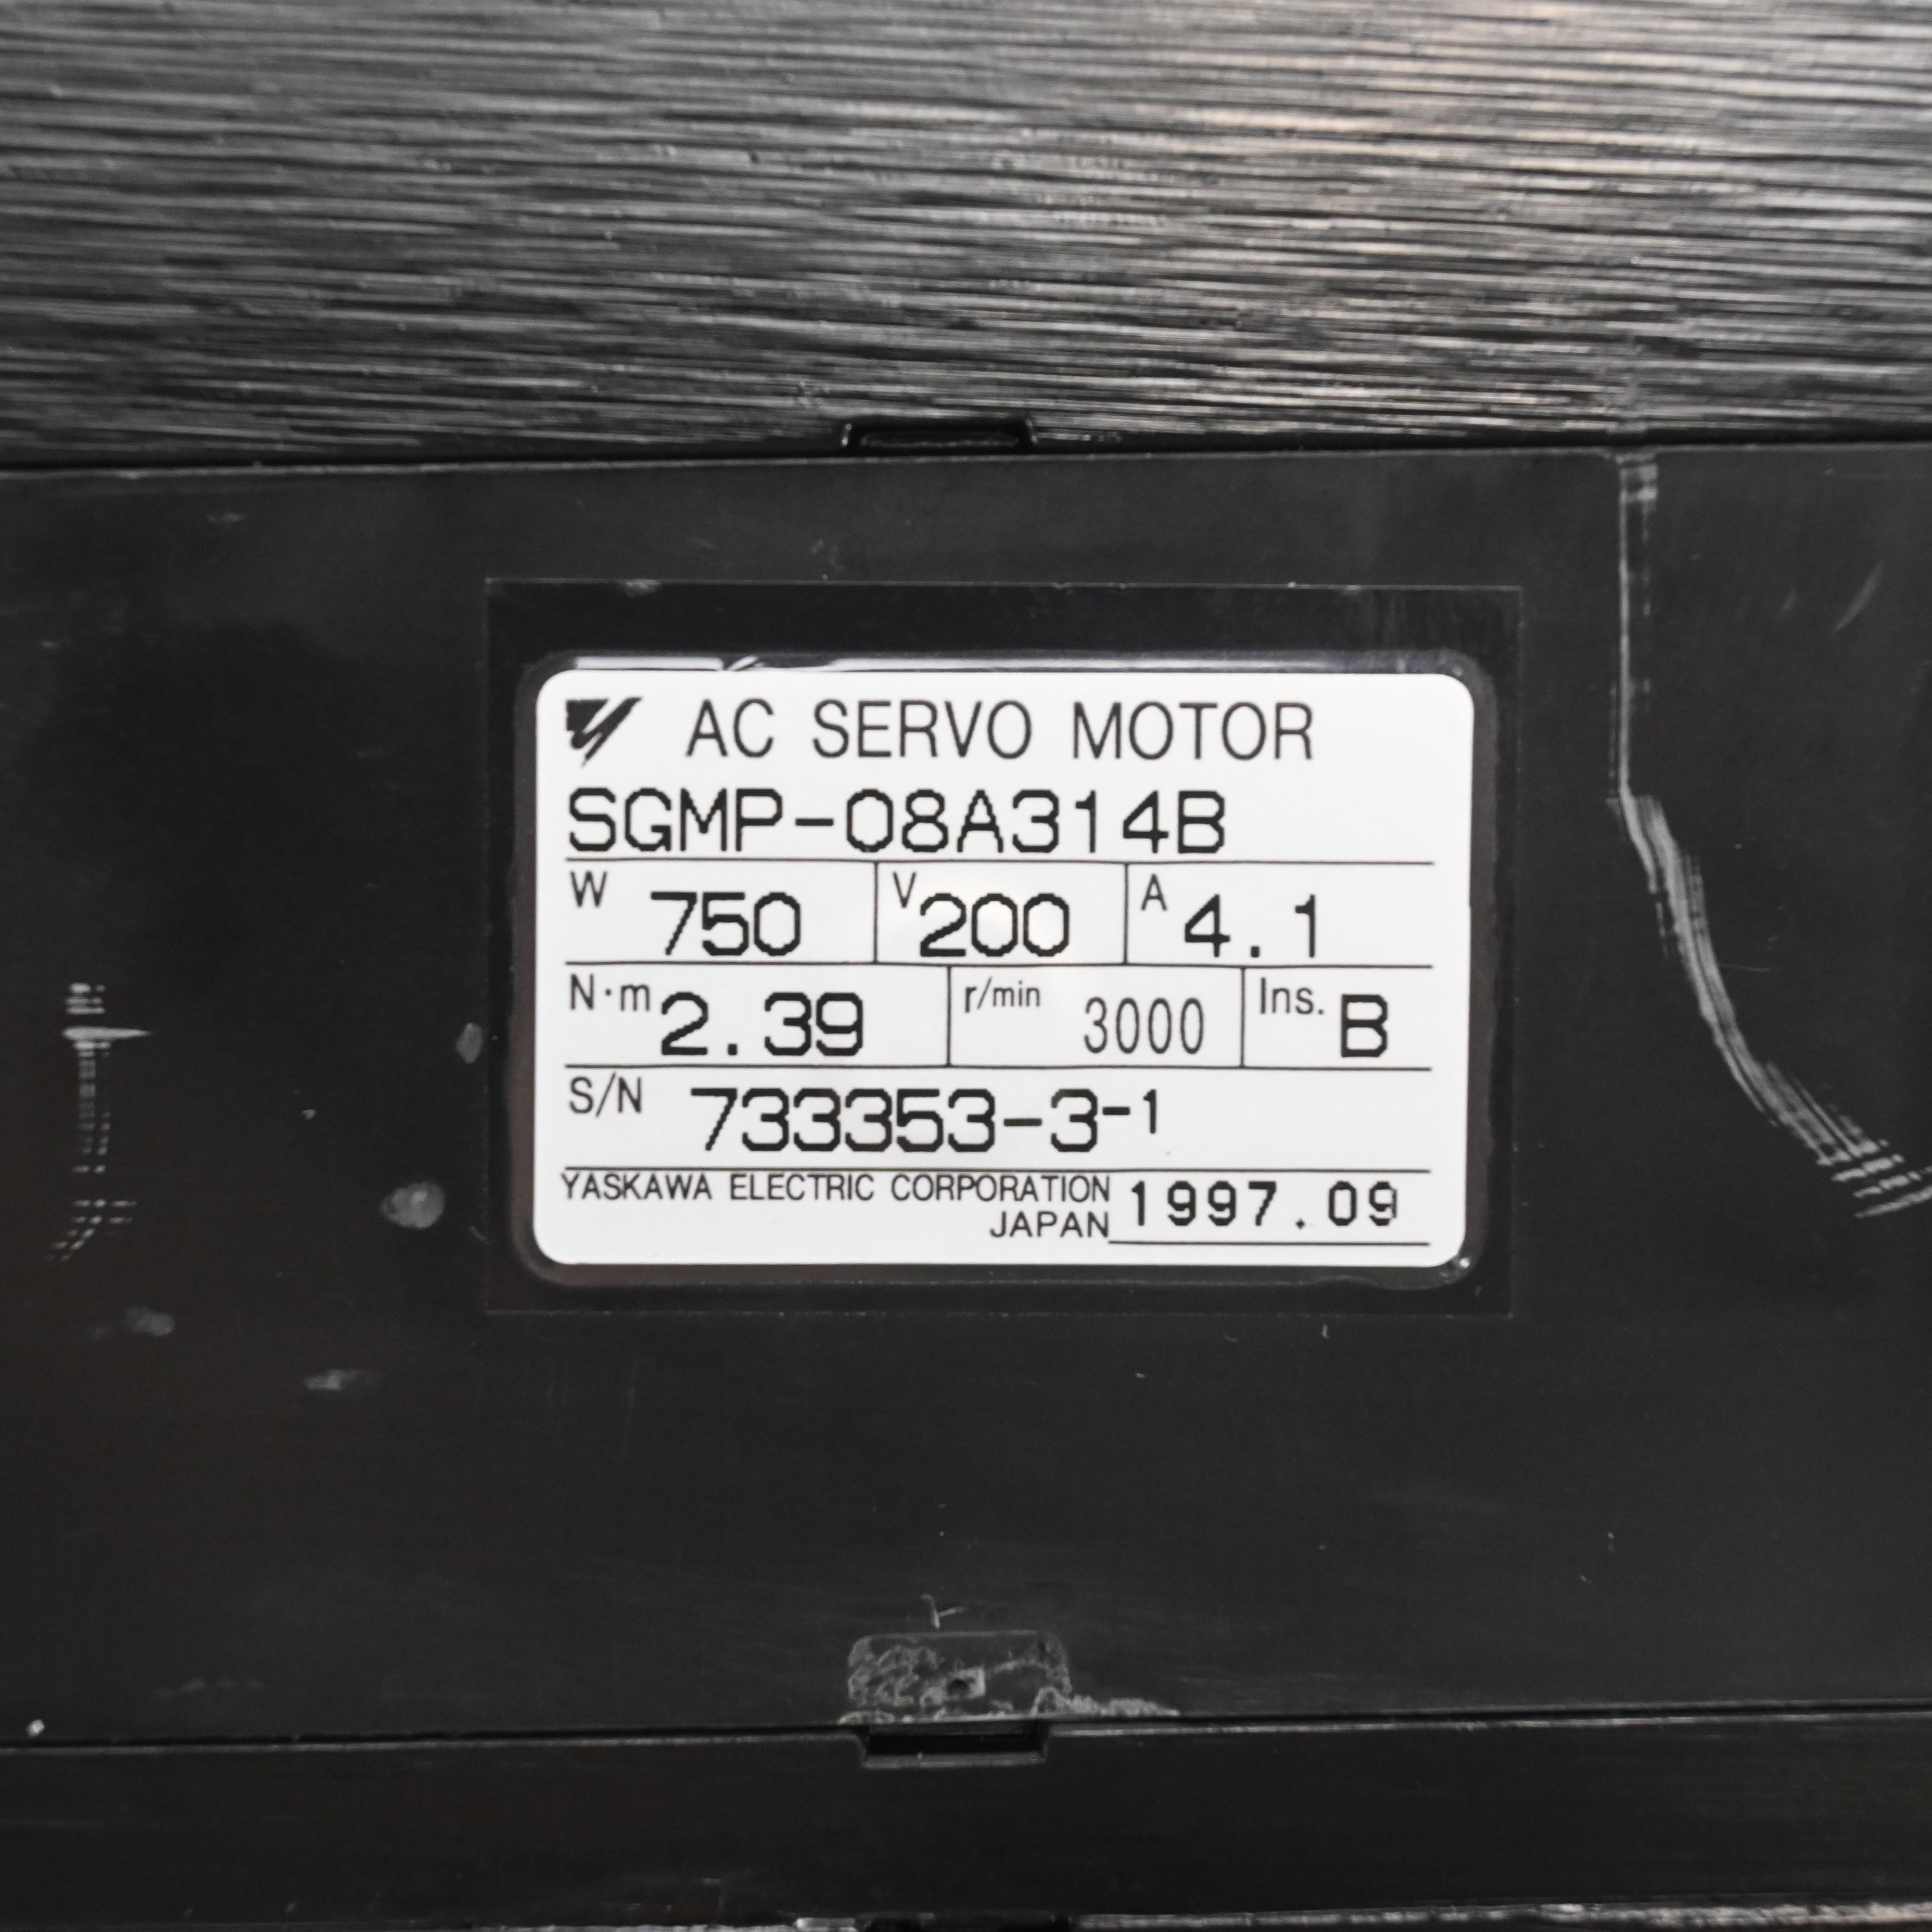 AC SERVO MOTOR
SGMP-08A314B
W 750 V 200 A 4.1
N·m 2.39 r/min 3000 Ins. B
S/N 733353-3-1
YASKAWA ELECTRIC CORPORATION
JAPAN 1997.09